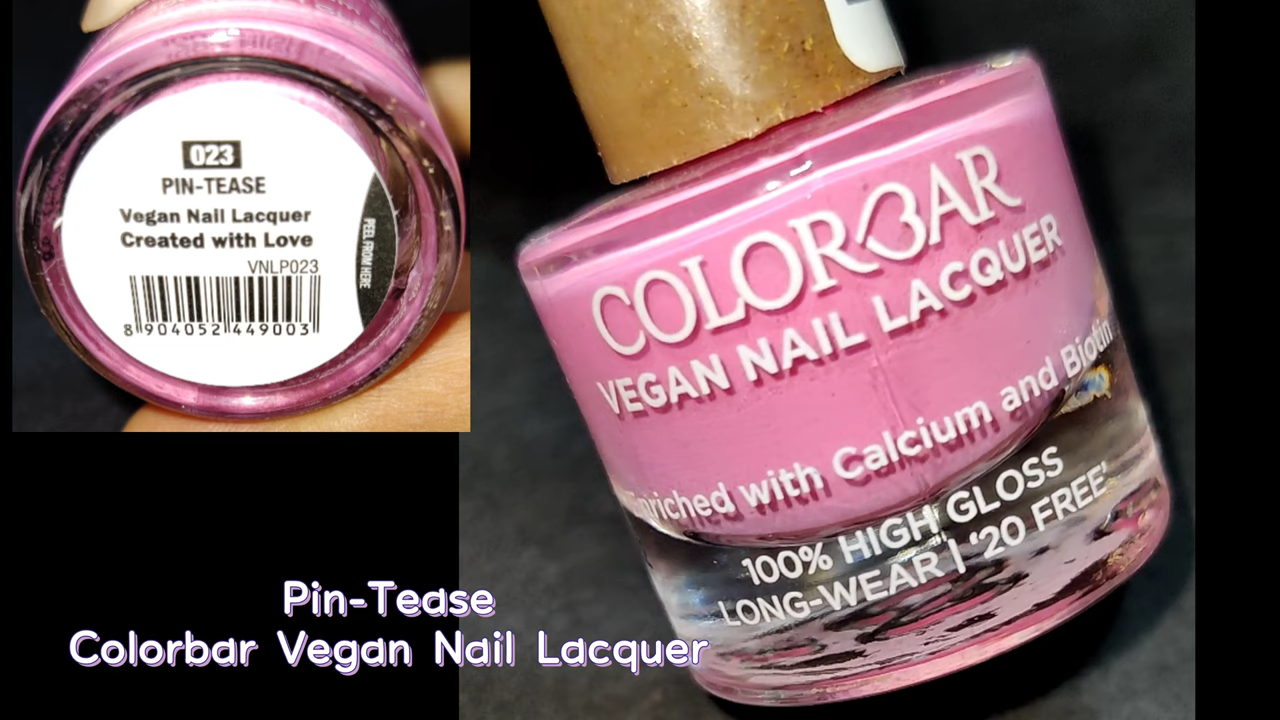 023
PIN-TEASE
Vegan Nail Lacquer
Created with Love
VNLP023
8 904052 449003
PEEL FROM HERE
COLORBAR
VEGAN NAIL LACQUER
Enriched with Calcium and Biotin
100% HIGH GLOSS
LONG-WEAR | '20 FREE'
Pin-Tease
Colorbar Vegan Nail Lacquer